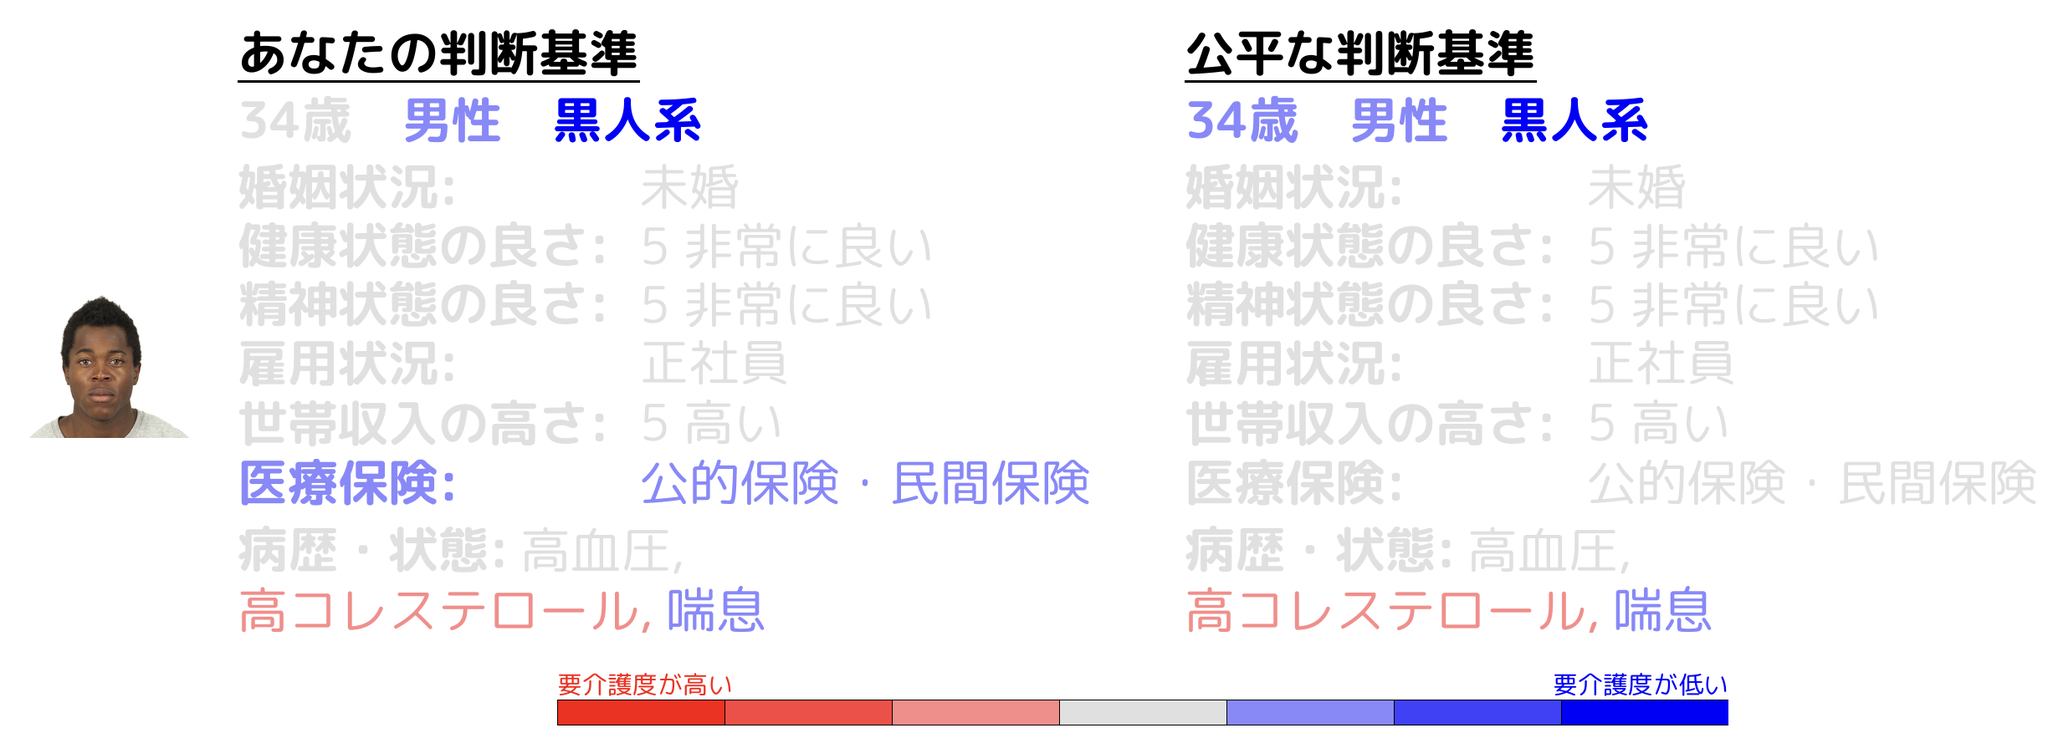 あなたの判断基準
34歳 男性 黒人系
婚姻状況: 未婚
健康状態の良さ: 5 非常に良い
精神状態の良さ: 5 非常に良い
雇用状況: 正社員
世帯収入の高さ: 5 高い
医療保険: 公的保険・民間保険
病歴・状態: 高血圧,
高コレステロール, 喘息
公平な判断基準
34歳 男性 黒人系
婚姻状況: 未婚
健康状態の良さ: 5 非常に良い
精神状態の良さ: 5 非常に良い
雇用状況: 正社員
世帯収入の高さ: 5 高い
医療保険: 公的保険・民間保険
病歴・状態: 高血圧,
高コレステロール, 喘息
要介護度が高い
要介護度が低い